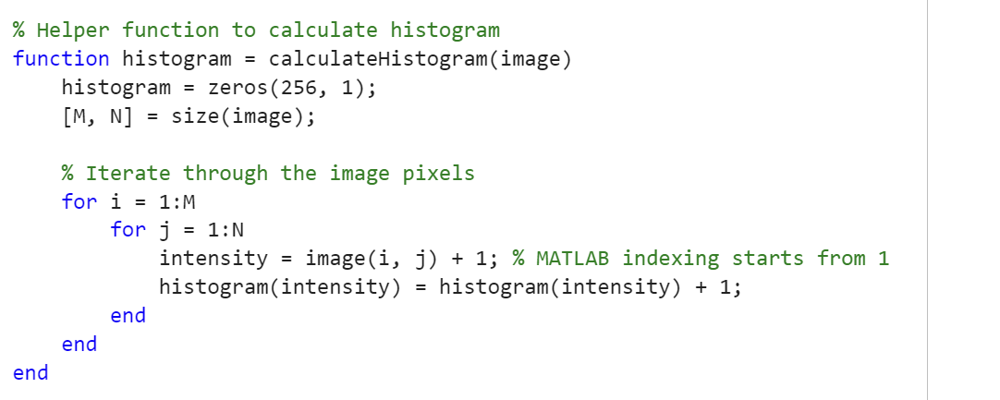 % Helper function to calculate histogram
function histogram = calculateHistogram(image)
    histogram = zeros(256, 1);
    [M, N] = size(image);

    % Iterate through the image pixels
    for i = 1:M
        for j = 1:N
            intensity = image(i, j) + 1; % MATLAB indexing starts from 1
            histogram(intensity) = histogram(intensity) + 1;
        end
    end
end